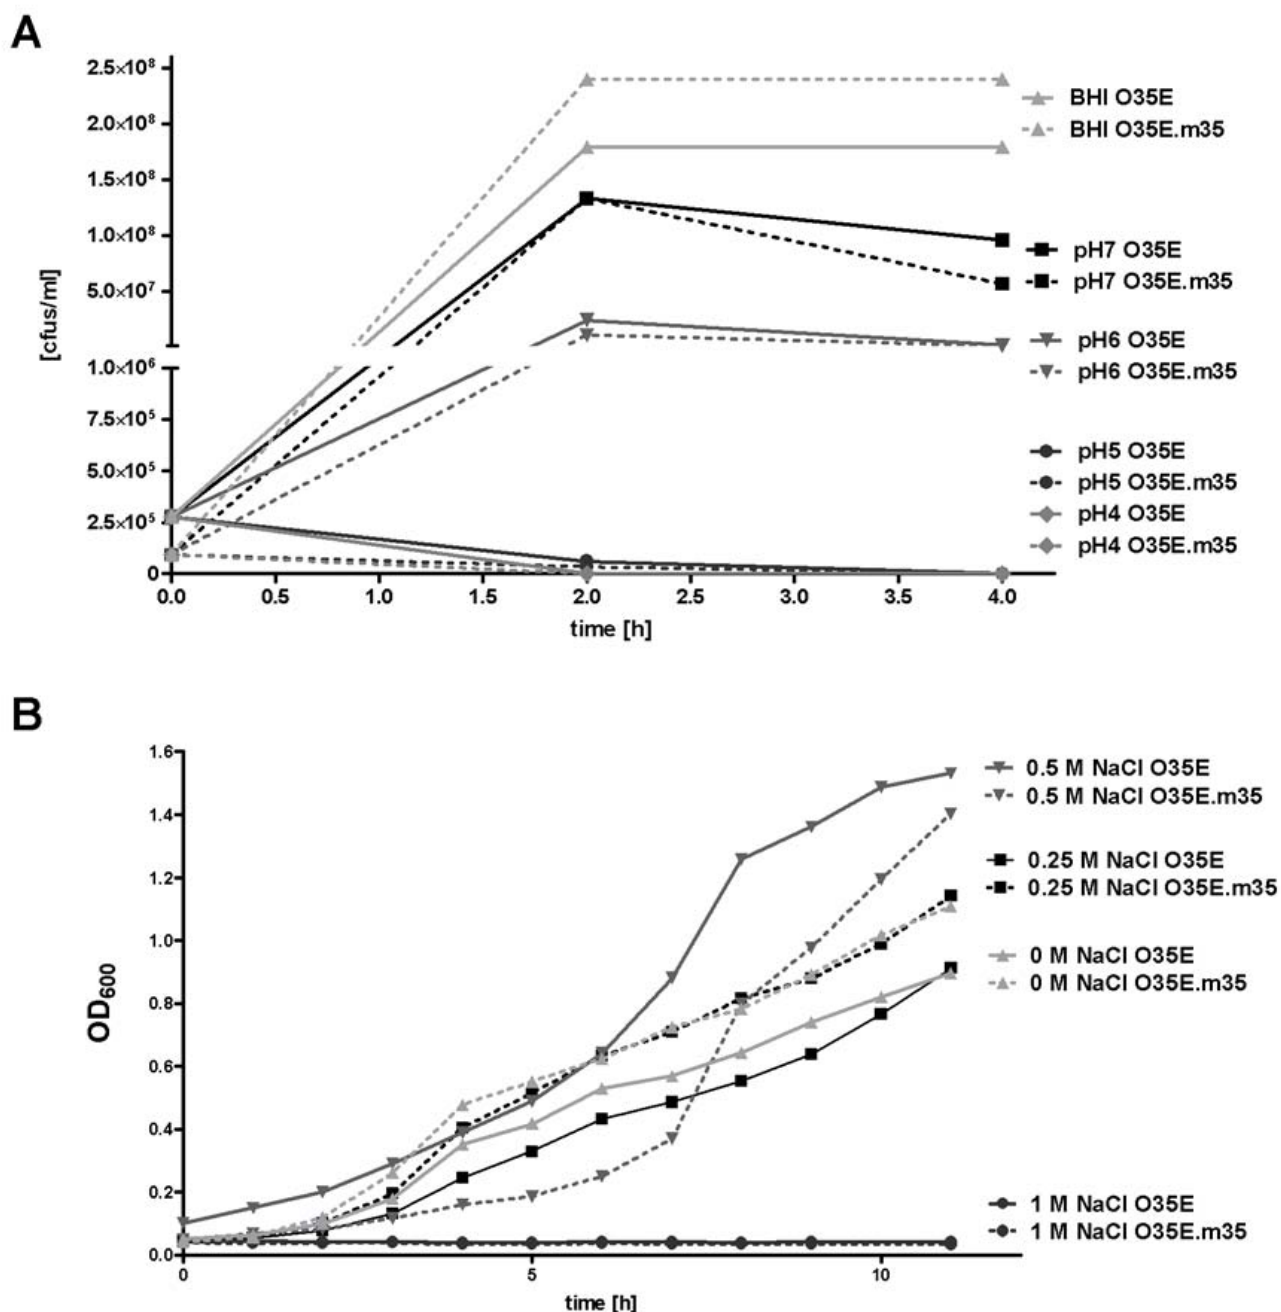 A
2.5×10⁸
2.0×10⁸
1.5×10⁸
1.0×10⁸
5.0×10⁷
1.0×10⁶
7.5×10⁵
5.0×10⁵
2.5×10⁵
0
[cfus/ml]
0.0 0.5 1.0 1.5 2.0 2.5 3.0 3.5 4.0
time [h]
BHI O35E
BHI O35E.m35
pH7 O35E
pH7 O35E.m35
pH6 O35E
pH6 O35E.m35
pH5 O35E
pH5 O35E.m35
pH4 O35E
pH4 O35E.m35
B
1.6
1.4
1.2
1.0
0.8
0.6
0.4
0.2
0.0
OD₆₀₀
0 5 10
time [h]
0.5 M NaCl O35E
0.5 M NaCl O35E.m35
0.25 M NaCl O35E
0.25 M NaCl O35E.m35
0 M NaCl O35E
0 M NaCl O35E.m35
1 M NaCl O35E
1 M NaCl O35E.m35